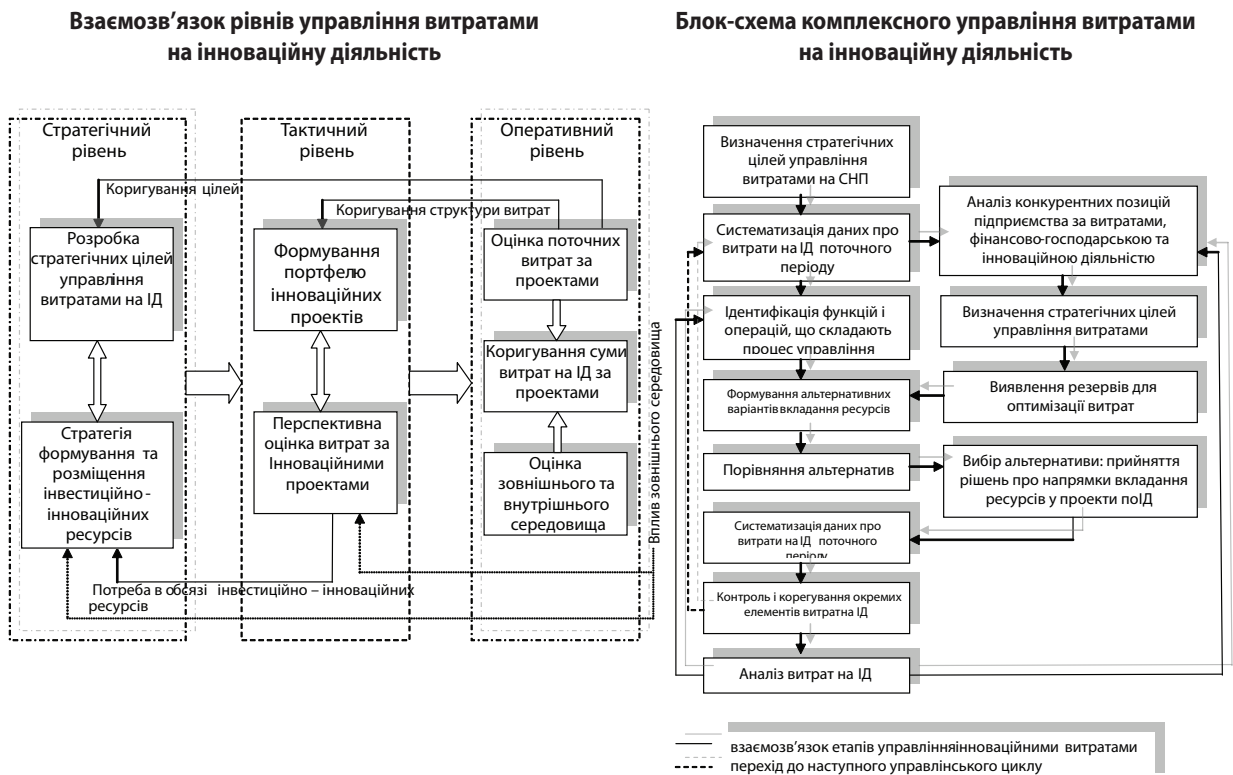 Взаємозв'язок рівнів управління витратами
на інноваційну діяльність
Стратегічний
рівень
Тактичний
рівень
Оперативний
рівень
Коригування цілей
Коригування структури витрат
Розробка
стратегічних цілей
управління
витратами на ІД
Формування
портфелю
інноваційних
проектів
Оцінка поточних
витрат за
проектами
Коригування суми
витрат на ІД за
проектами
Стратегія
формування та
розміщення
інвестиційно -
інноваційних
ресурсів
Перспективна
оцінка витрат за
Інноваційними
проектами
Оцінка
зовнішнього та
внутрішнього
середовища
Вплив зовнішнього середовища
Потреба в обсязі інвестиційно – інноваційних
ресурсів
Блок-схема комплексного управління витратами
на інноваційну діяльність
Визначення стратегічних
цілей управління
витратами на СНП
Систематизація даних про
витрати на ІД поточного
періоду
Аналіз конкурентних позицій
підприємства за витратами,
фінансово-господарською та
інноваційною діяльністю
Ідентифікація функцій і
операцій, що складають
процес управління
Визначення стратегічних цілей
управління витратами
Формування альтернативних
варіантів вкладання ресурсів
Виявлення резервів для
оптимізації витрат
Порівняння альтернатив
Вибір альтернативи: прийняття
рішень про напрямки вкладання
ресурсів у проекти поІД
Систематизація даних про
витрати на ІД поточного
періоду
Контроль і корегування окремих
елементів витратна ІД
Аналіз витрат на ІД
взаємозв'язок етапів управлінняінноваційними витратами
перехід до наступного управлінського циклу